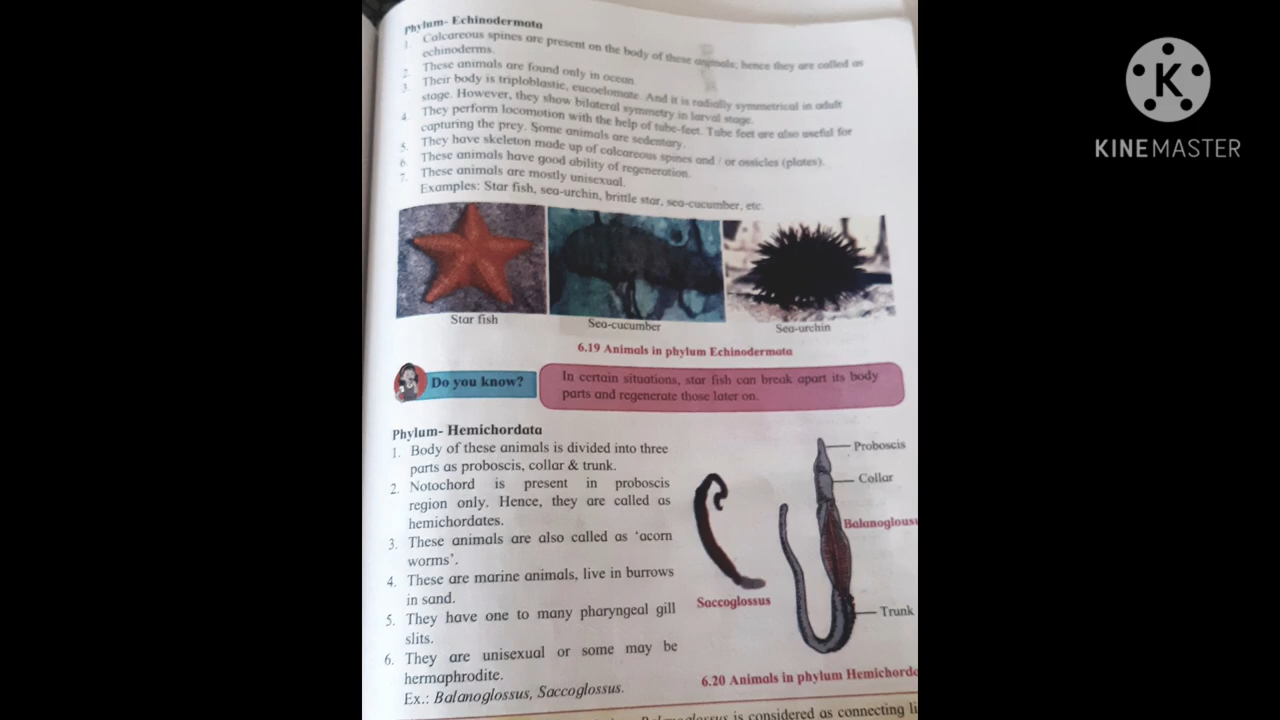 Phylum- Echinodermata
1. Calcareous spines are present on the body of these animals; hence they are called as
echinoderms.
2. These animals are found only in ocean.
3. Their body is triploblastic, eucoelomate. And it is radially symmetrical in adult
stage. However, they show bilateral symmetry in larval stage.
4. They perform locomotion with the help of tube-feet. Tube feet are also useful for
capturing the prey. Some animals are sedentary.
5. They have skeleton made up of calcareous spines and / or ossicles (plates).
6. These animals have good ability of regeneration.
7. These animals are mostly unisexual.
Examples: Star fish, sea-urchin, brittle star, sea-cucumber, etc.
Star fish
Sea-cucumber
Sea-urchin
6.19 Animals in phylum Echinodermata
Do you know?
In certain situations, star fish can break apart its body
parts and regenerate those later on.
Phylum- Hemichordata
1. Body of these animals is divided into three
parts as proboscis, collar & trunk.
2. Notochord is present in proboscis
region only. Hence, they are called as
hemichordates.
3. These animals are also called as ‘acorn
worms’.
4. These are marine animals, live in burrows
in sand.
5. They have one to many pharyngeal gill
slits.
6. They are unisexual or some may be
hermaphrodite.
Ex.: Balanoglossus, Saccoglossus.
Proboscis
Collar
Balanoglouss
Saccoglossus
Trunk
6.20 Animals in phylum Hemichordo
is considered as connecting li
K
KINEMASTER